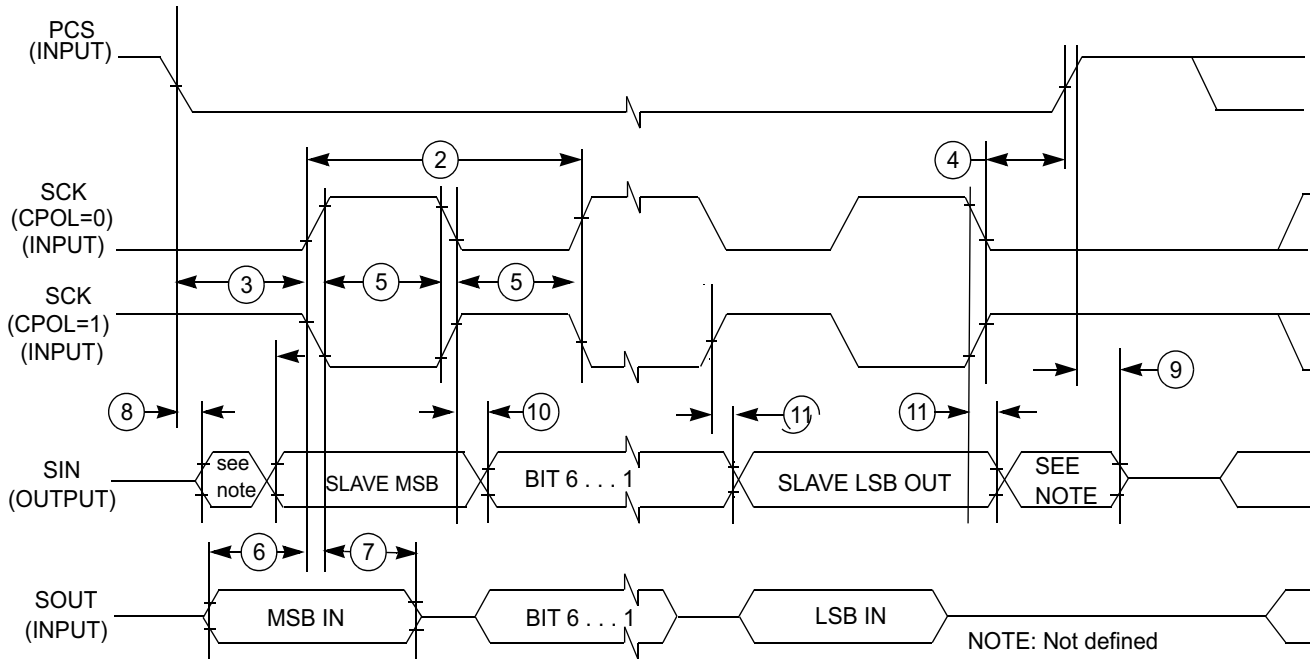 PCS
(INPUT)
2
4
SCK
(CPOL=0)
(INPUT)
3
5
5
SCK
(CPOL=1)
(INPUT)
9
8
10
11
11
SIN
(OUTPUT)
see
note
SLAVE MSB
BIT 6 . . . 1
SLAVE LSB OUT
SEE
NOTE
6
7
SOUT
(INPUT)
MSB IN
BIT 6 . . . 1
LSB IN
NOTE: Not defined